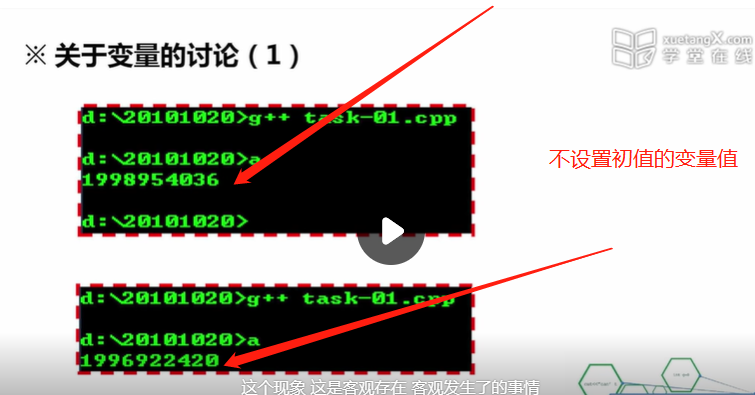 ※ 关于变量的讨论（1）
xuetangX.com
学堂在线
d:\20101020>g++ task-01.cpp
d:\20101020>a
1998954036
d:\20101020>
不设置初值的变量值
d:\20101020>g++ task-01.cpp
d:\20101020>a
1996922420
这个现象 这是客观存在 客观发生了的事情